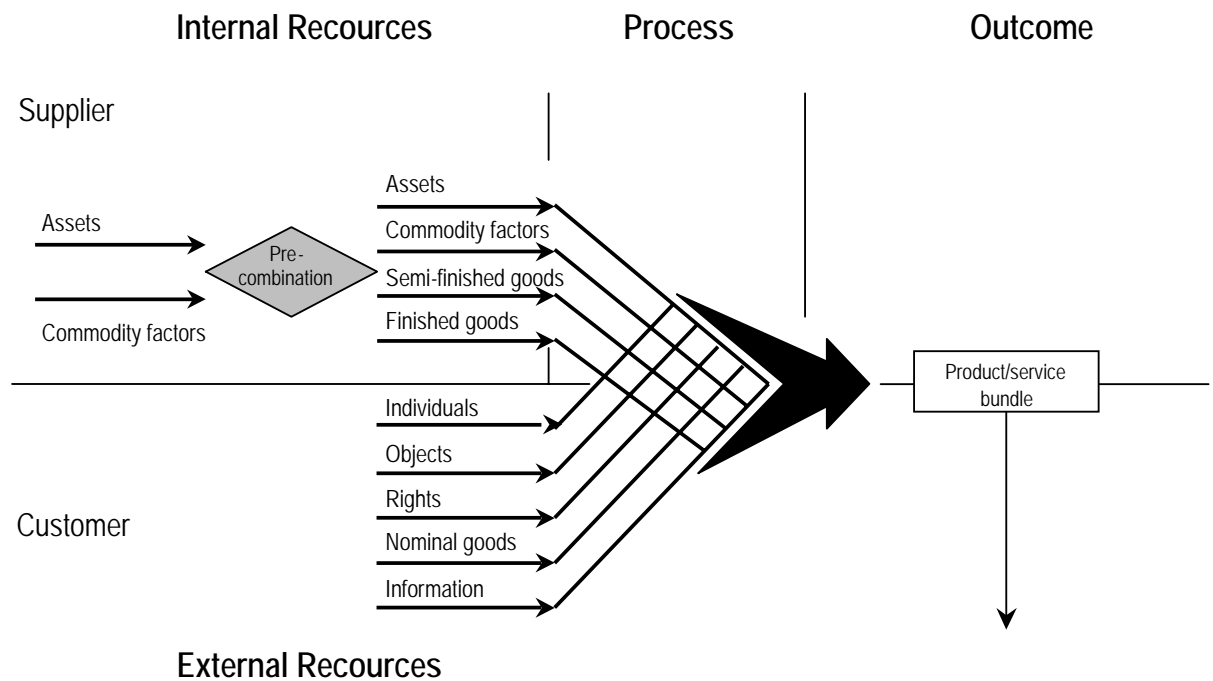 Internal Recources
Process
Outcome
Supplier
Assets
Commodity factors
Pre-
combination
Assets
Commodity factors
Semi-finished goods
Finished goods
Product/service
bundle
Customer
Individuals
Objects
Rights
Nominal goods
Information
External Recources